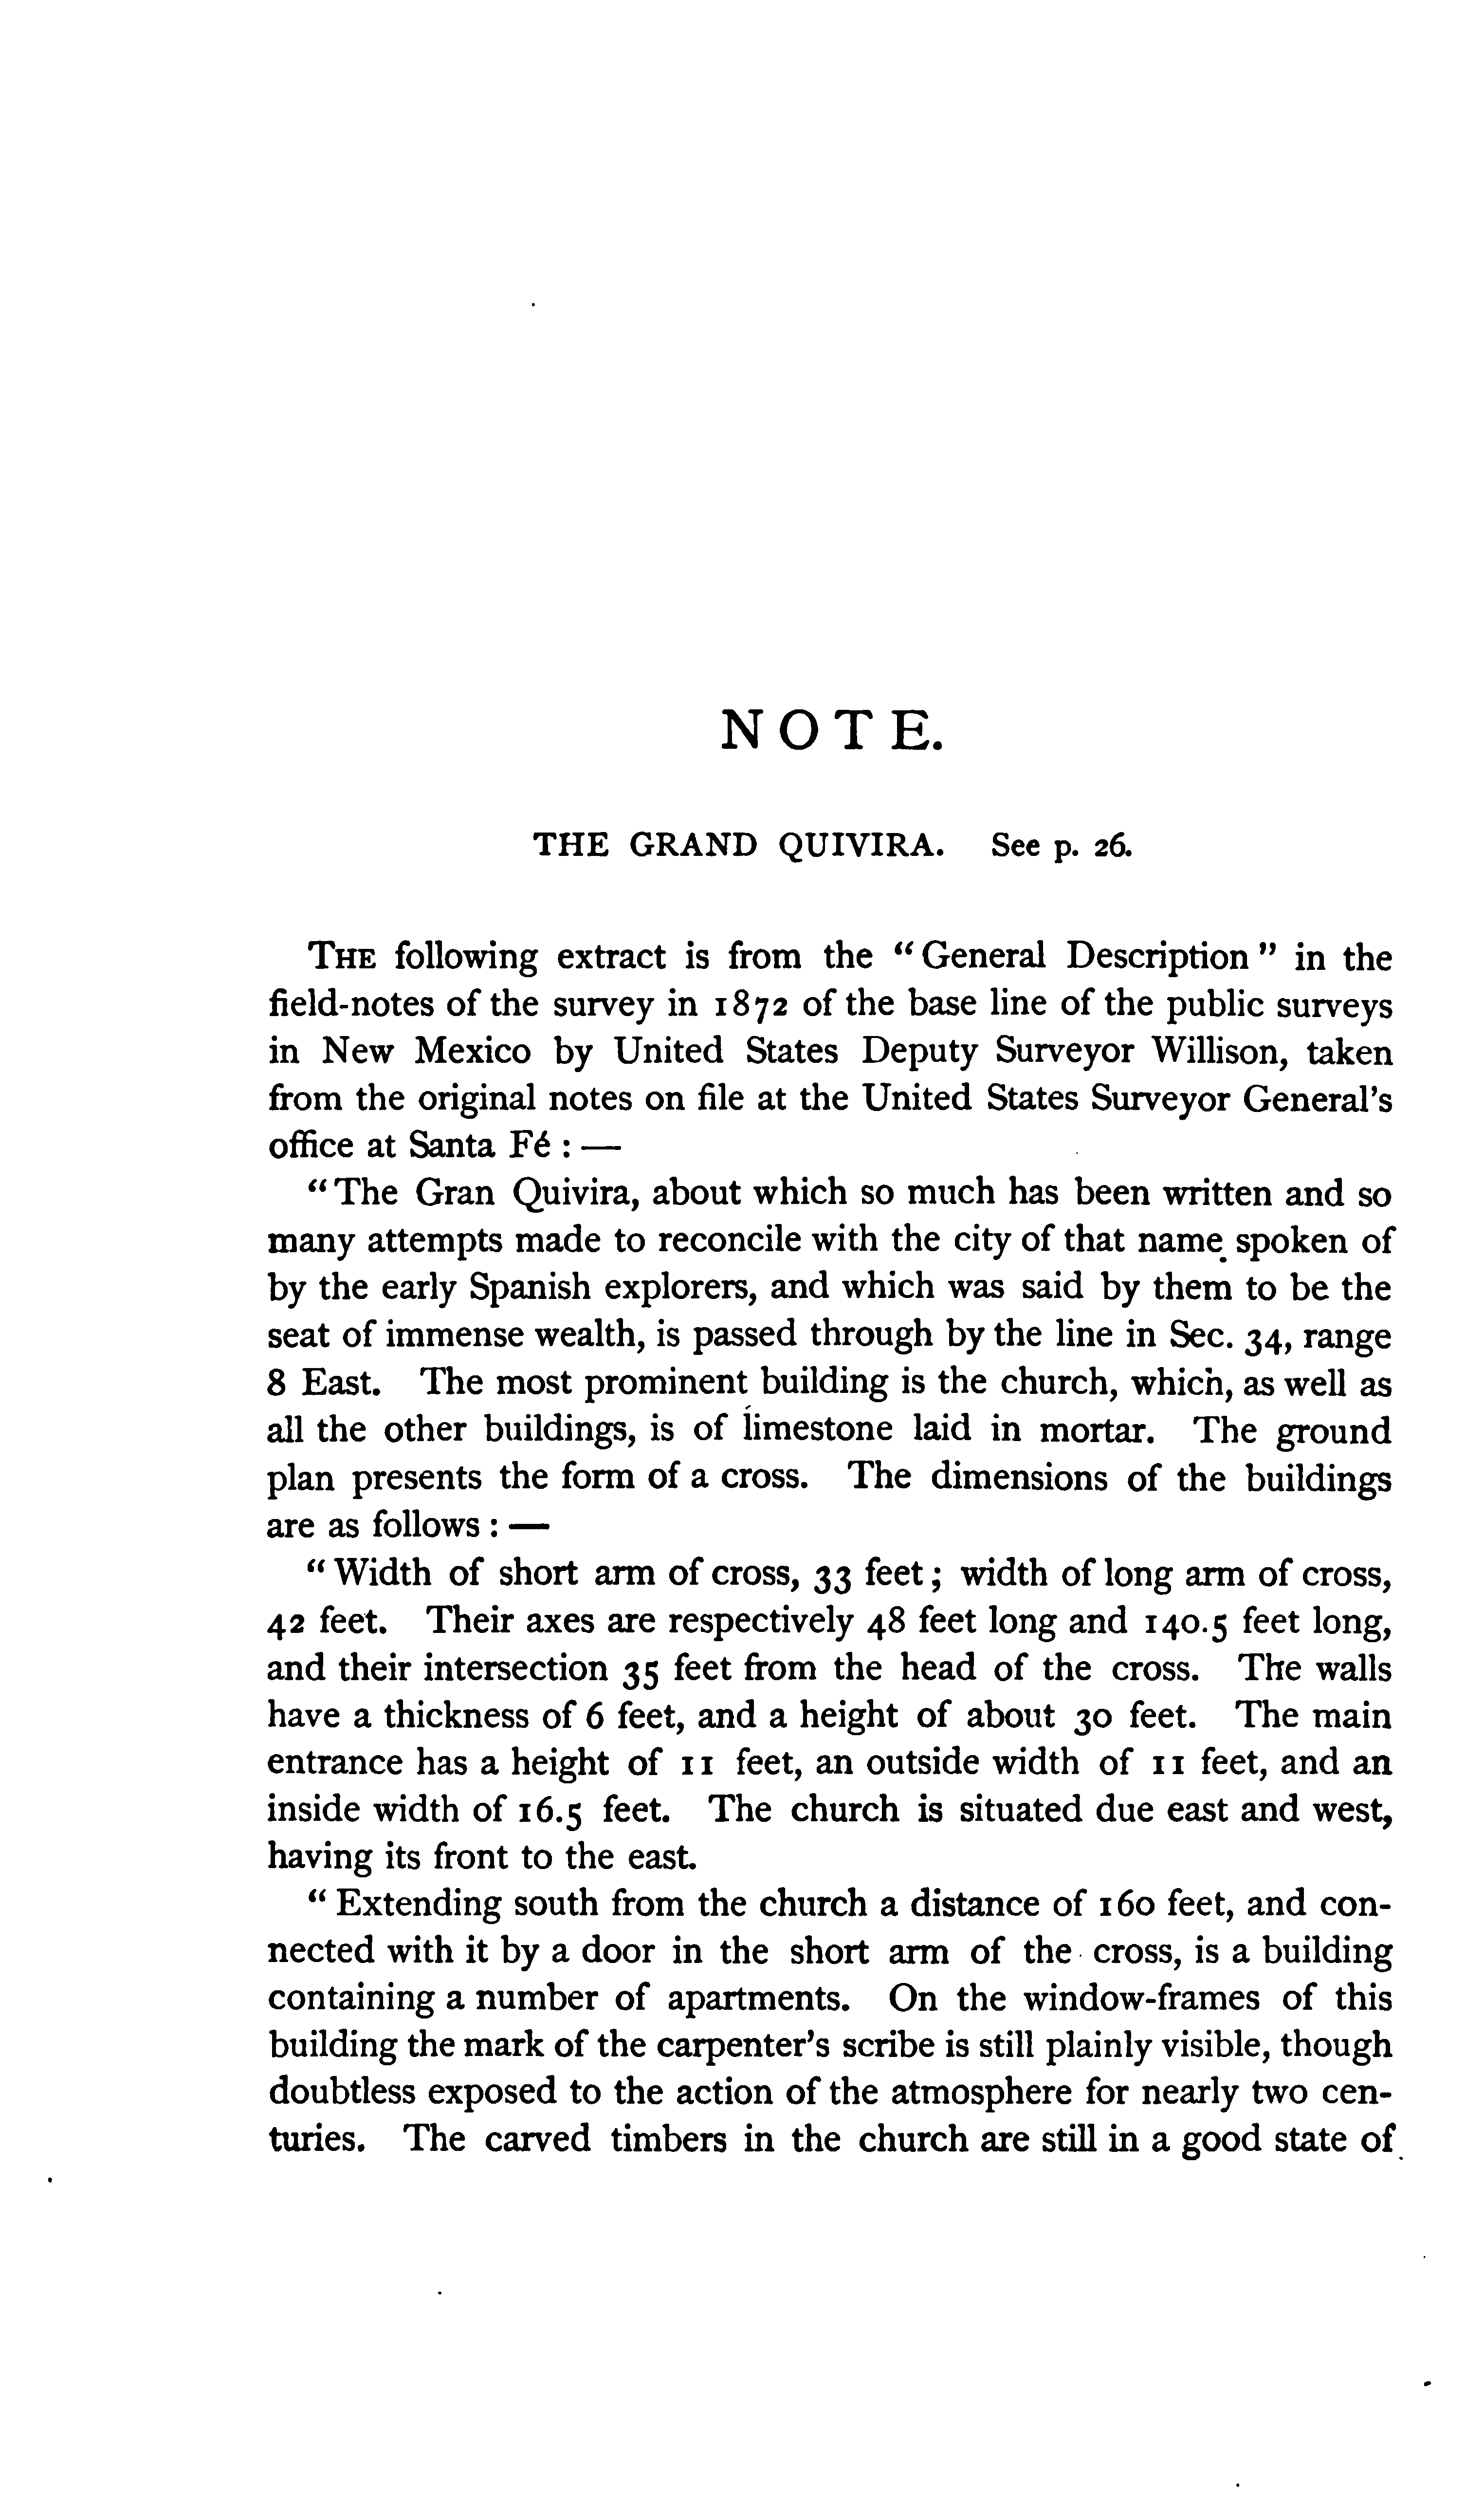 NOTE.
THE GRAND QUIVIRA. See p. 26.
THE following extract is from the "General Description" in the
field-notes of the survey in 1872 of the base line of the public surveys
in New Mexico by United States Deputy Surveyor Willison, taken
from the original notes on file at the United States Surveyor General's
office at Santa Fé : —
"The Gran Quivira, about which so much has been written and so
many attempts made to reconcile with the city of that name spoken of
by the early Spanish explorers, and which was said by them to be the
seat of immense wealth, is passed through by the line in Sec. 34, range
8 East. The most prominent building is the church, which, as well as
all the other buildings, is of limestone laid in mortar. The ground
plan presents the form of a cross. The dimensions of the buildings
are as follows : —
"Width of short arm of cross, 33 feet; width of long arm of cross,
42 feet. Their axes are respectively 48 feet long and 140.5 feet long,
and their intersection 35 feet from the head of the cross. The walls
have a thickness of 6 feet, and a height of about 30 feet. The main
entrance has a height of 11 feet, an outside width of 11 feet, and an
inside width of 16.5 feet. The church is situated due east and west,
having its front to the east.
"Extending south from the church a distance of 160 feet, and con-
nected with it by a door in the short arm of the cross, is a building
containing a number of apartments. On the window-frames of this
building the mark of the carpenter's scribe is still plainly visible, though
doubtless exposed to the action of the atmosphere for nearly two cen-
turies. The carved timbers in the church are still in a good state of